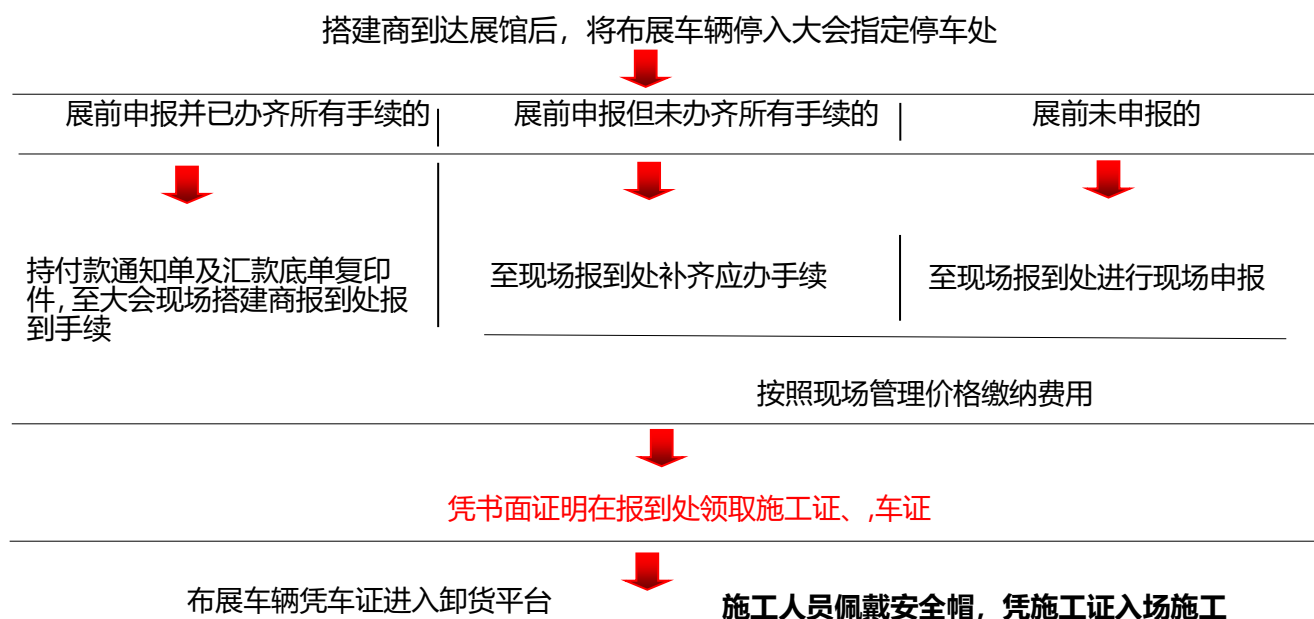 搭建商到达展馆后，将布展车辆停入大会指定停车处
展前申报并已办齐所有手续的
展前申报但未办齐所有手续的
展前未申报的
持付款通知单及汇款底单复印
件,至大会现场搭建商报到处报
到手续
至现场报到处补齐应办手续
至现场报到处进行现场申报
按照现场管理价格缴纳费用
凭书面证明在报到处领取施工证、,车证
布展车辆凭车证进入卸货平台
施工人员佩戴安全帽，凭施工证入场施工